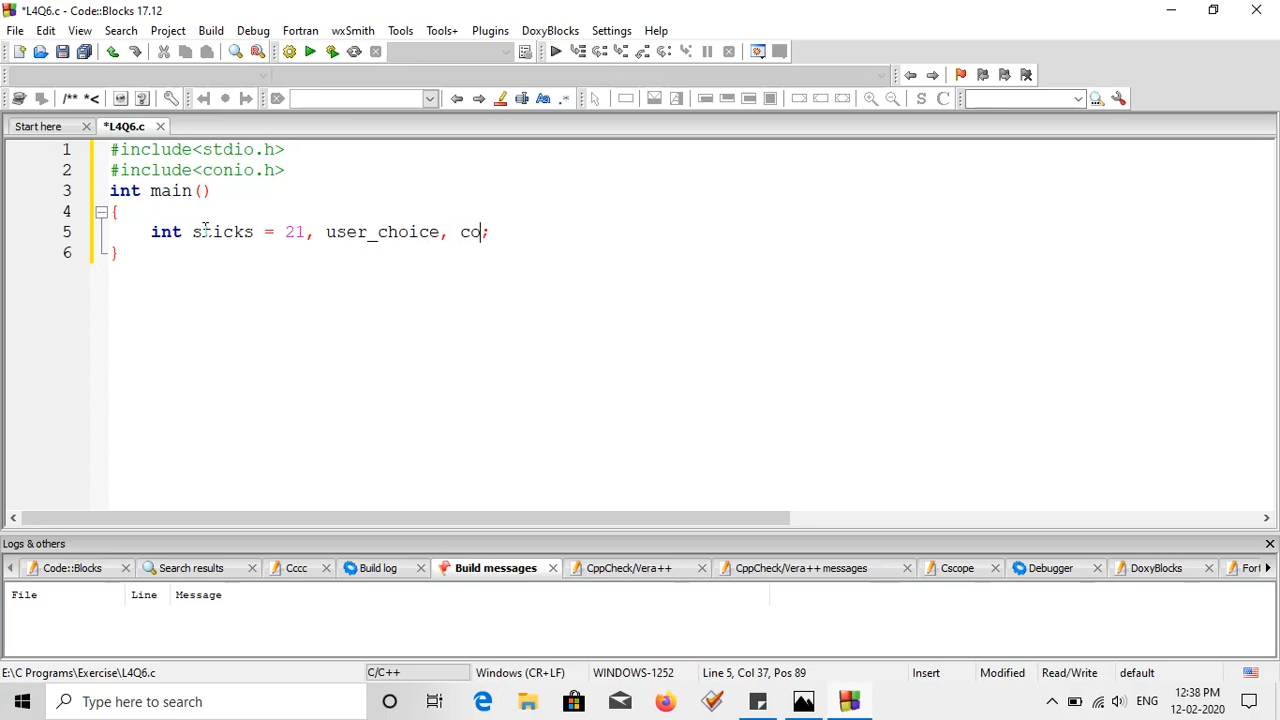 *L4Q6.c - Code::Blocks 17.12
File Edit View Search Project Build Debug Fortran wxSmith Tools Tools+ Plugins DoxyBlocks Settings Help
/** *<
S C
Start here *L4Q6.c
1 #include<stdio.h>
2 #include<conio.h>
3 int main()
4 {
5 int sticks = 21, user_choice, co;
6 }
Logs & others
Code::Blocks Search results Cccc Build log Build messages CppCheck/Vera++ CppCheck/Vera++ messages Cscope Debugger DoxyBlocks Fort
File Line Message
E:\C Programs\Exercise\L4Q6.c C/C++ Windows (CR+LF) WINDOWS-1252 Line 5, Col 37, Pos 89 Insert Modified Read/Write default
Type here to search
ENG
12:38 PM
12-02-2020